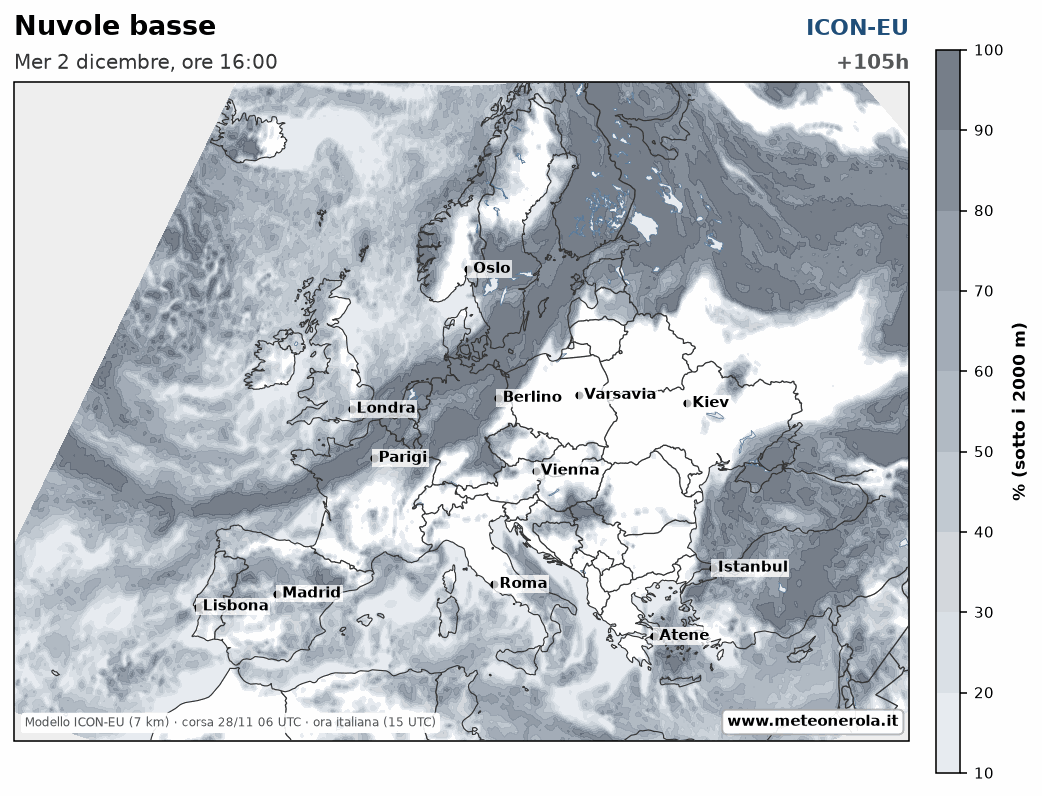 Nuvole basse
ICON-EU
Mer 2 dicembre, ore 16:00
+105h
100
90
80
70
60
50
40
30
20
10
% (sotto i 2000 m)
Oslo
Berlino
Varsavia
Kiev
Londra
Parigi
Vienna
Istanbul
Roma
Madrid
Lisbona
Atene
Modello ICON-EU (7 km) · corsa 28/11 06 UTC · ora italiana (15 UTC)
www.meteonerola.it